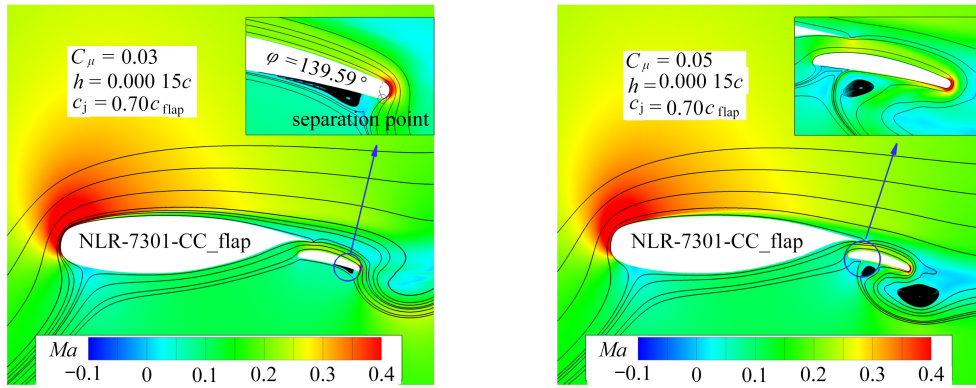 C_μ = 0.03
h = 0.000 15c
c_j = 0.70c_flap
φ = 139.59°
separation point
NLR-7301-CC_flap
Ma
−0.1 0 0.1 0.2 0.3 0.4
C_μ = 0.05
h = 0.000 15c
c_j = 0.70c_flap
NLR-7301-CC_flap
Ma
−0.1 0 0.1 0.2 0.3 0.4